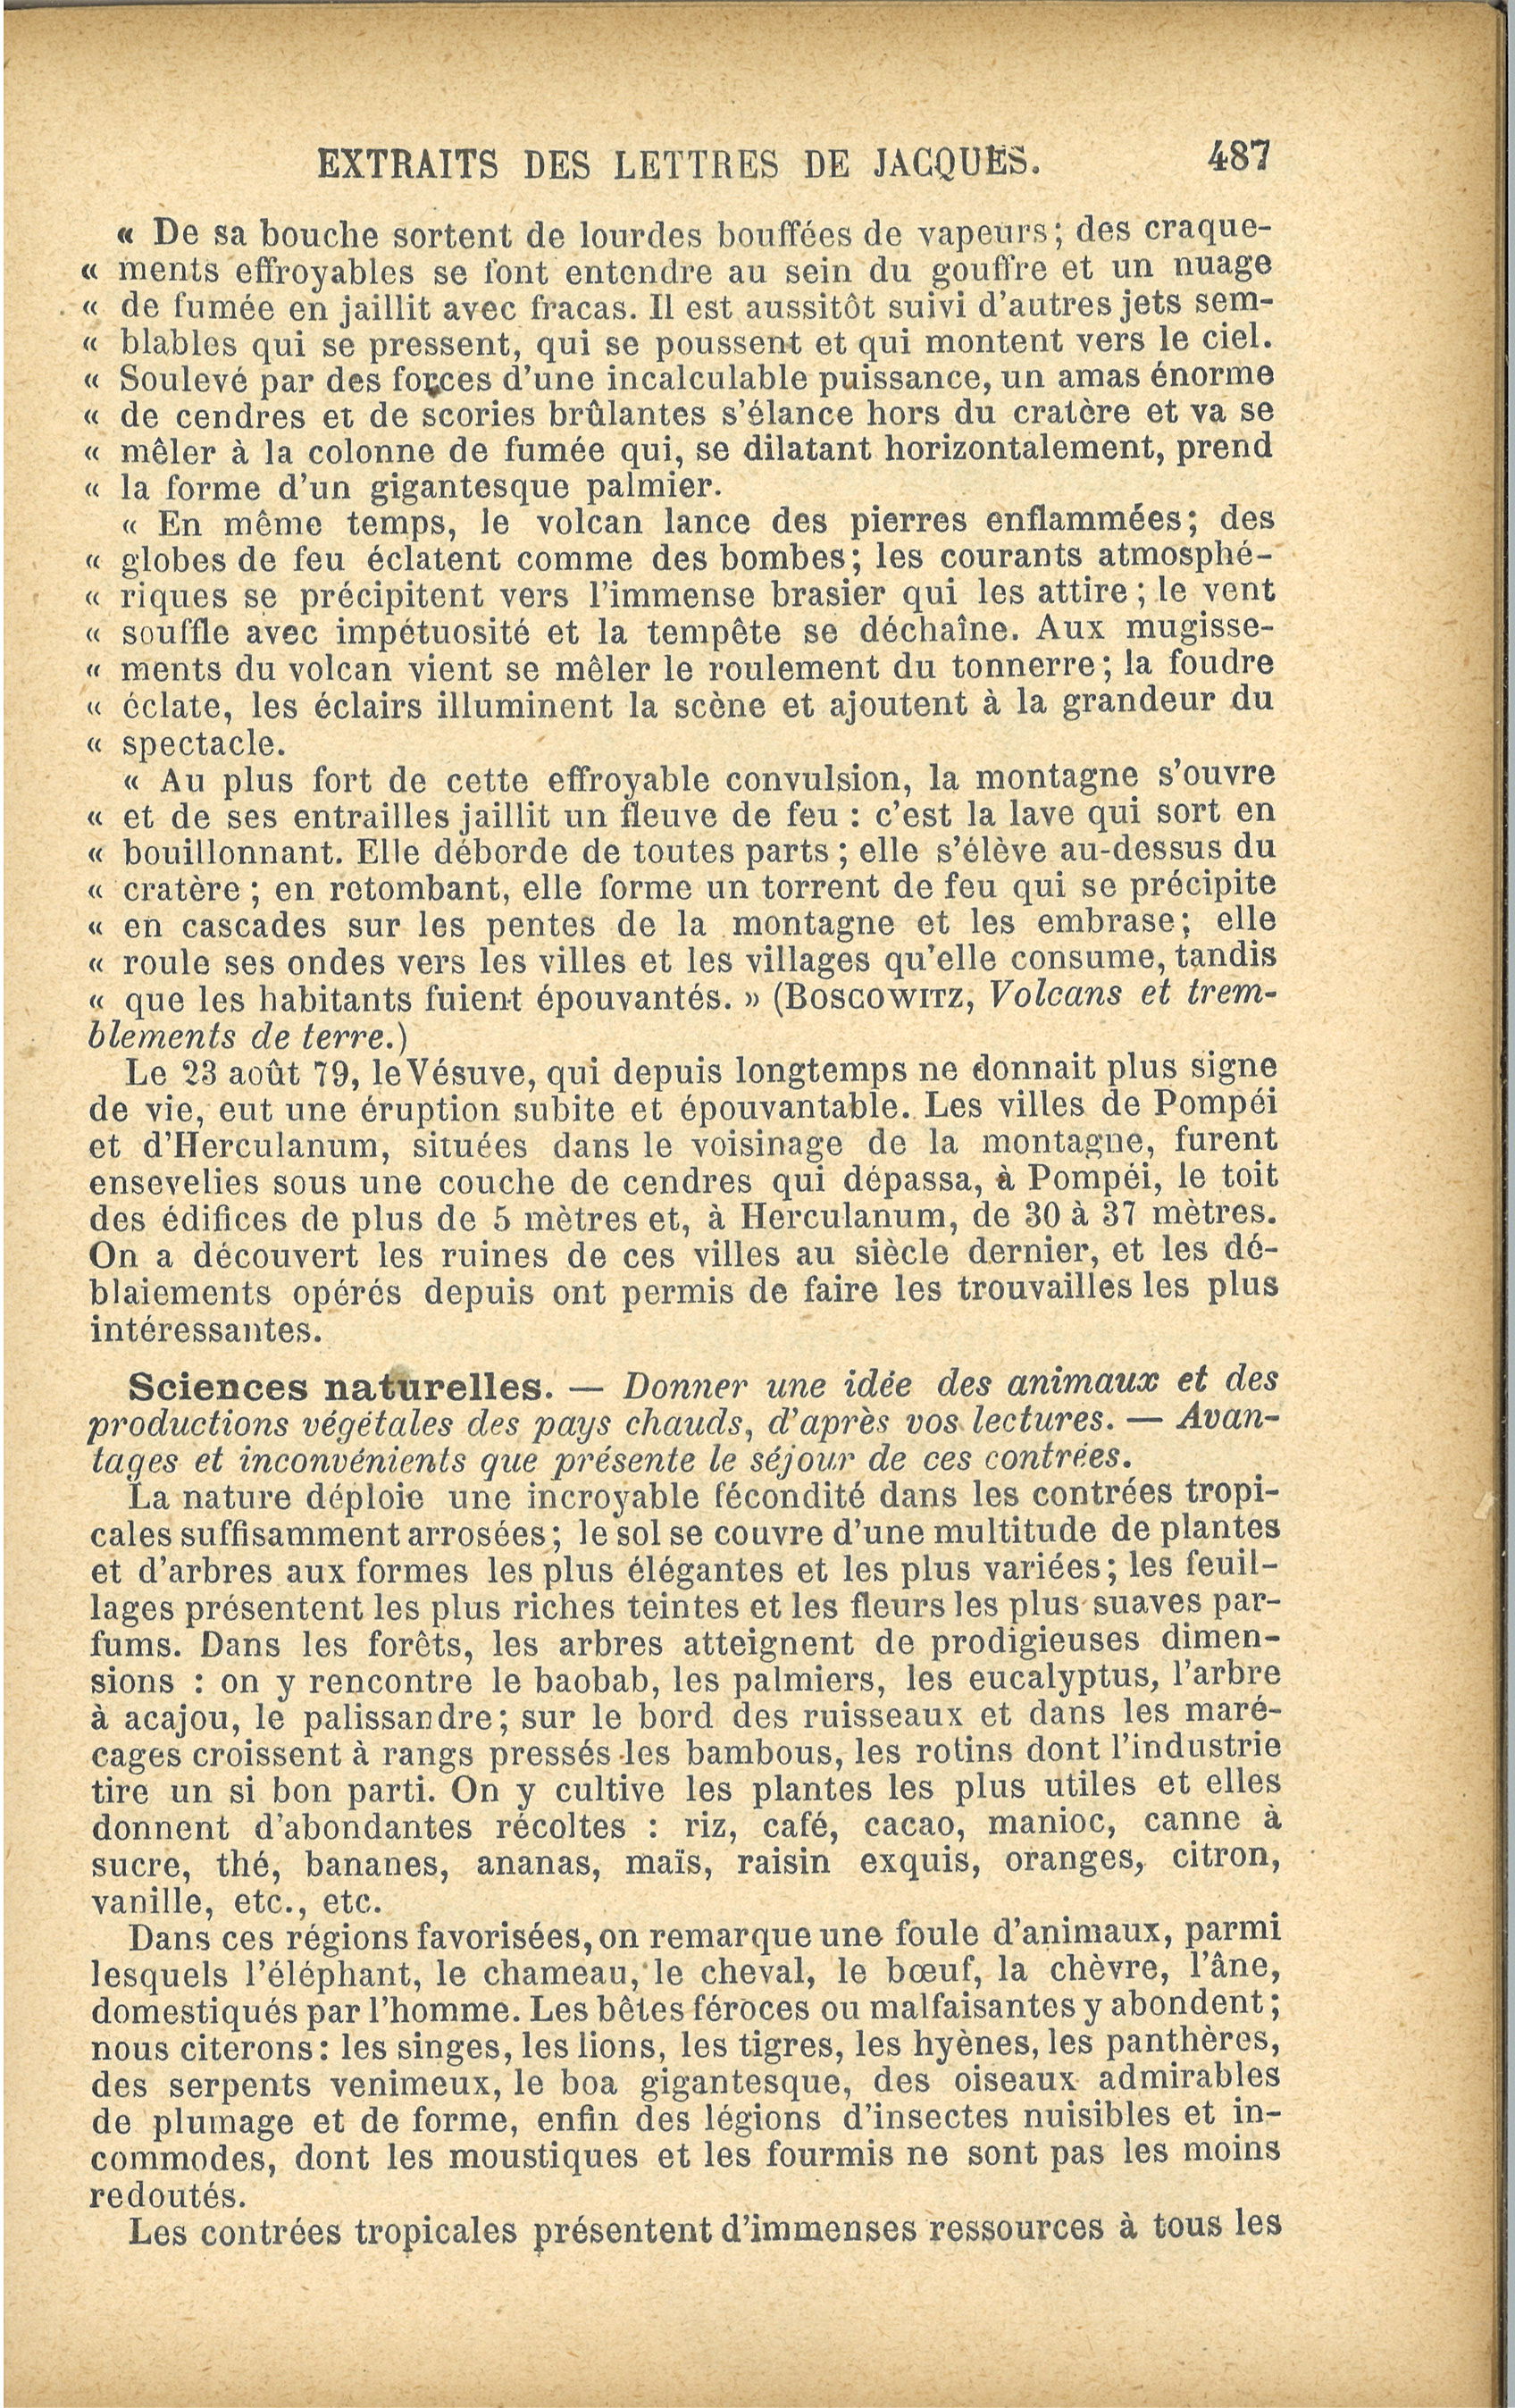 EXTRAITS DES LETTRES DE JACQUES. 487
« De sa bouche sortent de lourdes bouffées de vapeurs ; des craque-
« ments effroyables se font entendre au sein du gouffre et un nuage
« de fumée en jaillit avec fracas. Il est aussitôt suivi d'autres jets sem-
« blables qui se pressent, qui se poussent et qui montent vers le ciel.
« Soulevé par des forces d'une incalculable puissance, un amas énorme
« de cendres et de scories brûlantes s'élance hors du cratère et va se
« mêler à la colonne de fumée qui, se dilatant horizontalement, prend
« la forme d'un gigantesque palmier.
« En même temps, le volcan lance des pierres enflammées ; des
« globes de feu éclatent comme des bombes ; les courants atmosphé-
« riques se précipitent vers l'immense brasier qui les attire ; le vent
« souffle avec impétuosité et la tempête se déchaîne. Aux mugisse-
« ments du volcan vient se mêler le roulement du tonnerre ; la foudre
« éclate, les éclairs illuminent la scène et ajoutent à la grandeur du
« spectacle.
« Au plus fort de cette effroyable convulsion, la montagne s'ouvre
« et de ses entrailles jaillit un fleuve de feu : c'est la lave qui sort en
« bouillonnant. Elle déborde de toutes parts ; elle s'élève au-dessus du
« cratère ; en retombant, elle forme un torrent de feu qui se précipite
« en cascades sur les pentes de la montagne et les embrase ; elle
« roule ses ondes vers les villes et les villages qu'elle consume, tandis
« que les habitants fuient épouvantés. » (BOSCOWITZ, Volcans et trem-
blements de terre.)
Le 23 août 79, le Vésuve, qui depuis longtemps ne donnait plus signe
de vie, eut une éruption subite et épouvantable. Les villes de Pompéi
et d'Herculanum, situées dans le voisinage de la montagne, furent
ensevelies sous une couche de cendres qui dépassa, à Pompéi, le toit
des édifices de plus de 5 mètres et, à Herculanum, de 30 à 37 mètres.
On a découvert les ruines de ces villes au siècle dernier, et les dé-
blaiements opérés depuis ont permis de faire les trouvailles les plus
intéressantes.
Sciences naturelles. — Donner une idée des animaux et des
productions végétales des pays chauds, d'après vos lectures. — Avan-
tages et inconvénients que présente le séjour de ces contrées.
La nature déploie une incroyable fécondité dans les contrées tropi-
cales suffisamment arrosées ; le sol se couvre d'une multitude de plantes
et d'arbres aux formes les plus élégantes et les plus variées ; les feuil-
lages présentent les plus riches teintes et les fleurs les plus suaves par-
fums. Dans les forêts, les arbres atteignent de prodigieuses dimen-
sions : on y rencontre le baobab, les palmiers, les eucalyptus, l'arbre
à acajou, le palissandre ; sur le bord des ruisseaux et dans les maré-
cages croissent à rangs pressés les bambous, les rotins dont l'industrie
tire un si bon parti. On y cultive les plantes les plus utiles et elles
donnent d'abondantes récoltes : riz, café, cacao, manioc, canne à
sucre, thé, bananes, ananas, maïs, raisin exquis, oranges, citron,
vanille, etc., etc.
Dans ces régions favorisées, on remarque une foule d'animaux, parmi
lesquels l'éléphant, le chameau, le cheval, le bœuf, la chèvre, l'âne,
domestiqués par l'homme. Les bêtes féroces ou malfaisantes y abondent ;
nous citerons : les singes, les lions, les tigres, les hyènes, les panthères,
des serpents venimeux, le boa gigantesque, des oiseaux admirables
de plumage et de forme, enfin des légions d'insectes nuisibles et in-
commodes, dont les moustiques et les fourmis ne sont pas les moins
redoutés.
Les contrées tropicales présentent d'immenses ressources à tous les